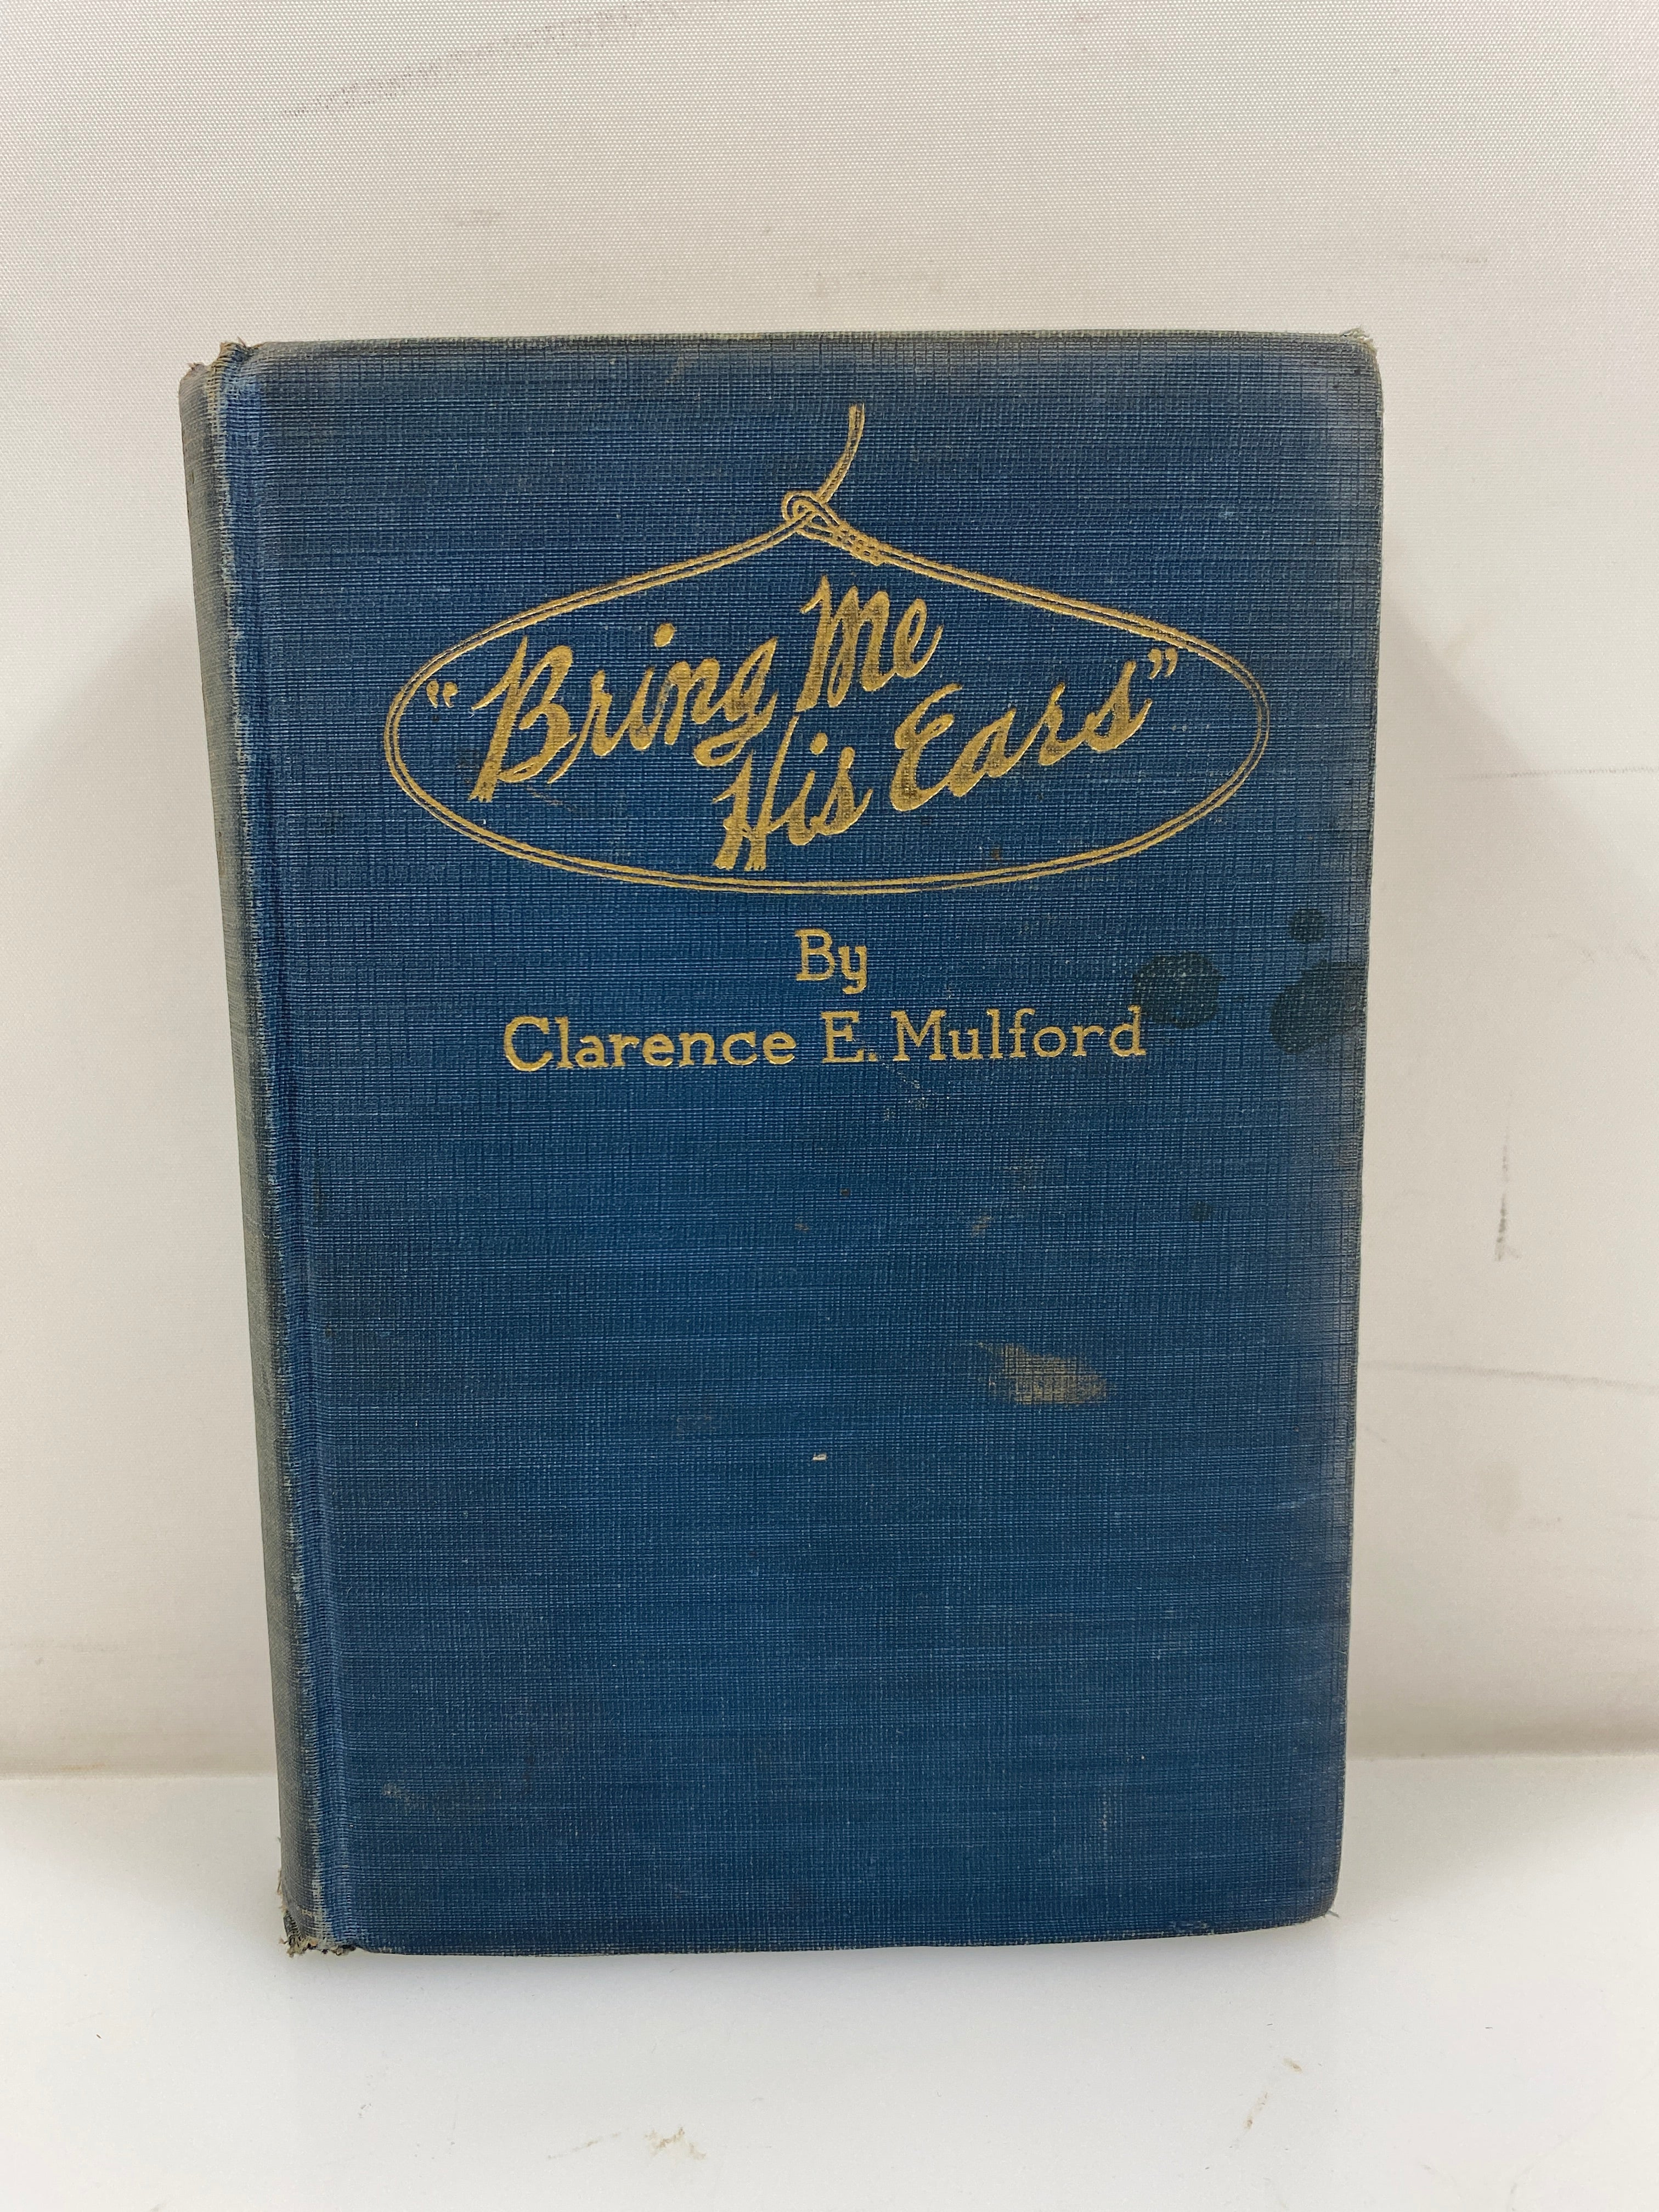 “Bring Me
His Ears”
By
Clarence E. Mulford